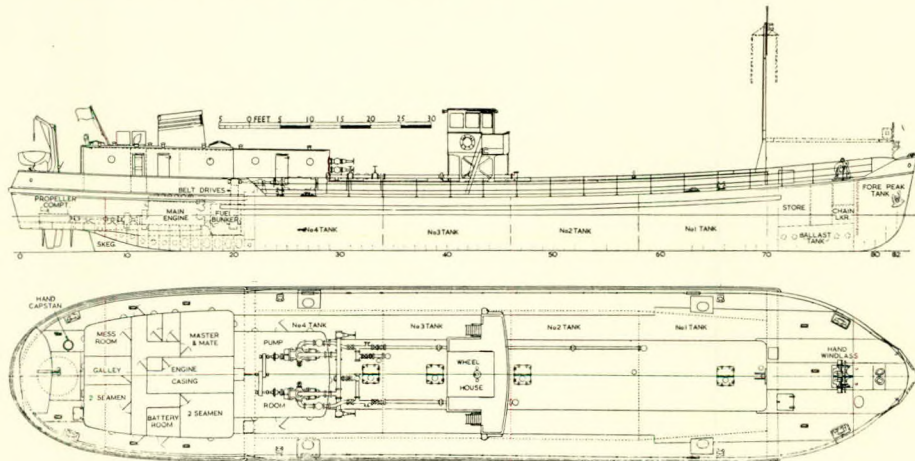 5 0 FEET 5 10 15 20 25 30
BELT DRIVES
PROPELLER
COMPT.
MAIN
ENGINE
FUEL
BUNKER
No4 TANK
No3 TANK
No2 TANK
No1 TANK
STORE
CHAIN
LKR.
FORE PEAK
TANK
BALLAST
TANK
SKEG
0 10 20 30 40 50 60 70 80 82
HAND
CAPSTAN
MESS
ROOM
MASTER
& MATE
GALLEY
ENGINE
CASING
2 SEAMEN
BATTERY
ROOM
2 SEAMEN
No4 TANK
PUMP
ROOM
No3 TANK
WHEEL
HOUSE
No2 TANK
No1 TANK
HAND
WINDLASS